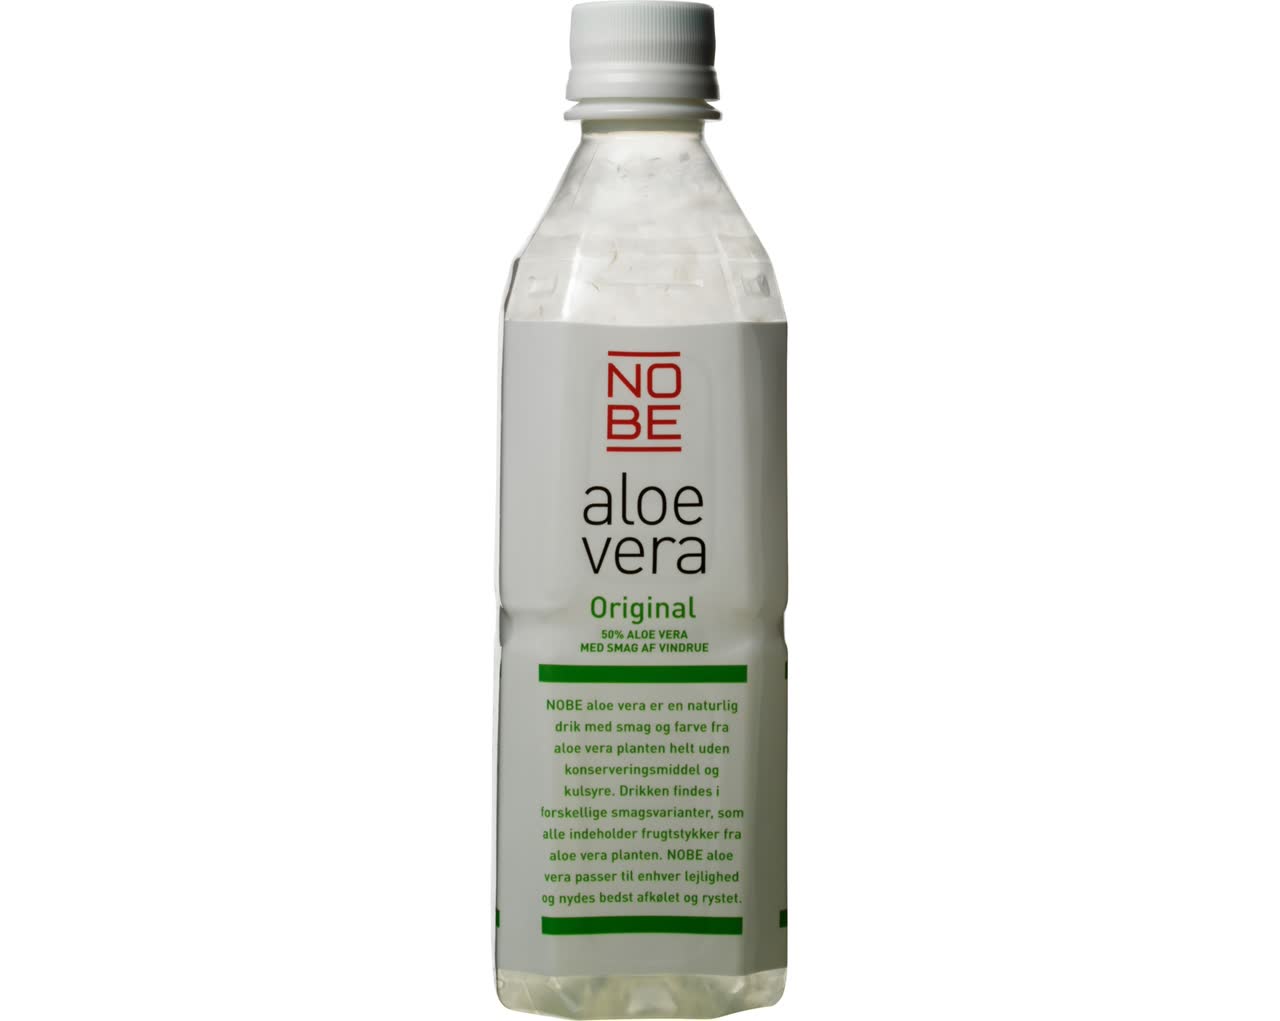 NO
BE
aloe
vera
Original
50% ALOE VERA
MED SMAG AF VINDRUE
NOBE aloe vera er en naturlig
drik med smag og farve fra
aloe vera planten helt uden
konserveringsmiddel og
kulsyre. Drikken findes i
forskellige smagsvarianter, som
alle indeholder frugtstykker fra
aloe vera planten. NOBE aloe
vera passer til enhver lejlighed
og nydes bedst afkølet og rystet.